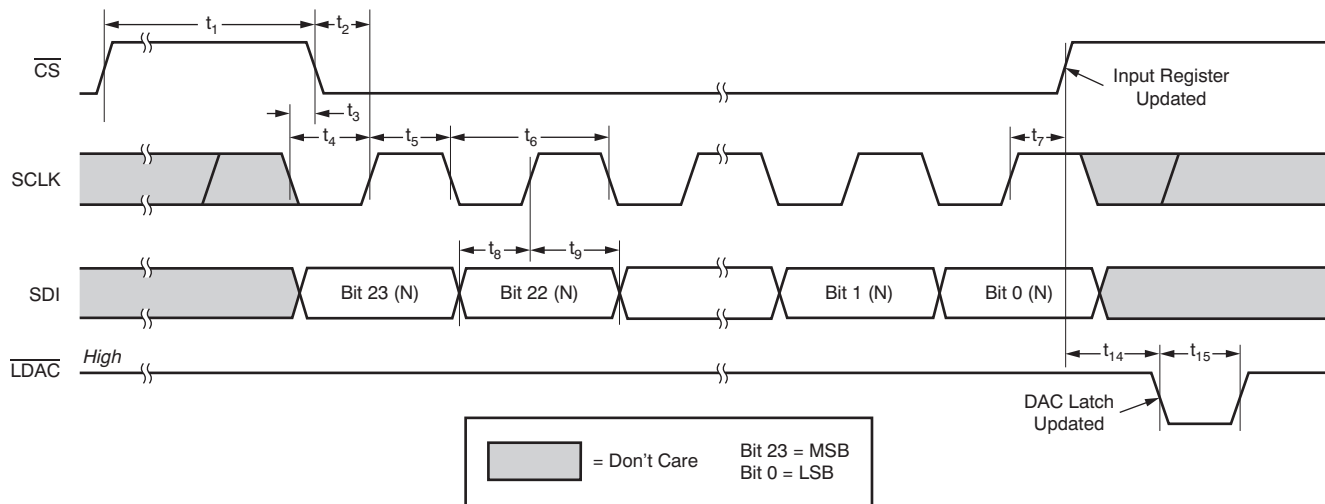 t1
t2
CS
Input Register
Updated
t3
t4
t5
t6
t7
SCLK
t8
t9
SDI
Bit 23 (N)
Bit 22 (N)
Bit 1 (N)
Bit 0 (N)
High
LDAC
t14
t15
DAC Latch
Updated
= Don't Care
Bit 23 = MSB
Bit 0 = LSB